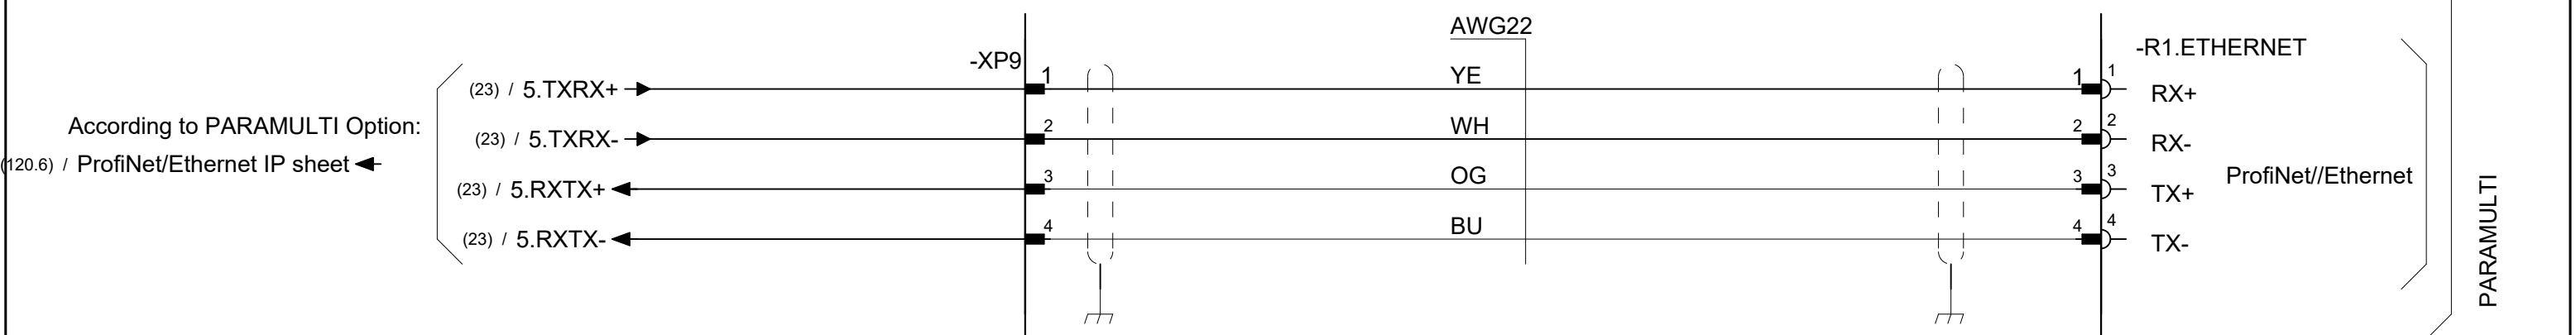 AWG22
-XP9
-R1.ETHERNET
(23) / 5.TXRX+
1
YE
1
1
RX+
According to PARAMULTI Option:
(23) / 5.TXRX-
2
WH
2
2
RX-
(120.6) / ProfiNet/Ethernet IP sheet
(23) / 5.RXTX+
3
OG
3
3
TX+
ProfiNet//Ethernet
(23) / 5.RXTX-
4
BU
4
4
TX-
PARAMULTI